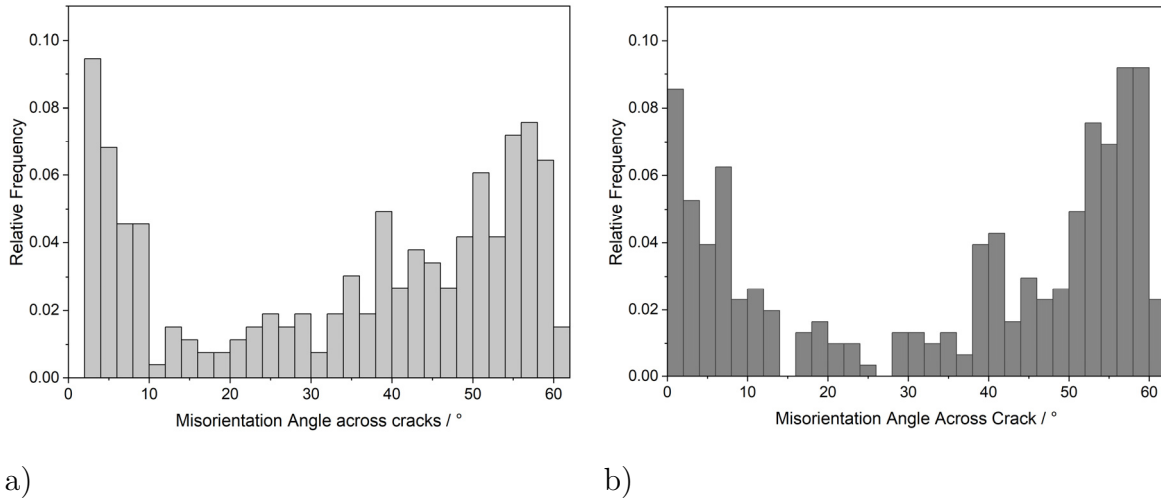 0.10
0.08
0.06
0.04
0.02
0.00
Relative Frequency
0 10 20 30 40 50 60
Misorientation Angle across cracks / °
a)
0.10
0.08
0.06
0.04
0.02
0.00
Relative Frequency
0 10 20 30 40 50 60
Misorientation Angle Across Crack / °
b)